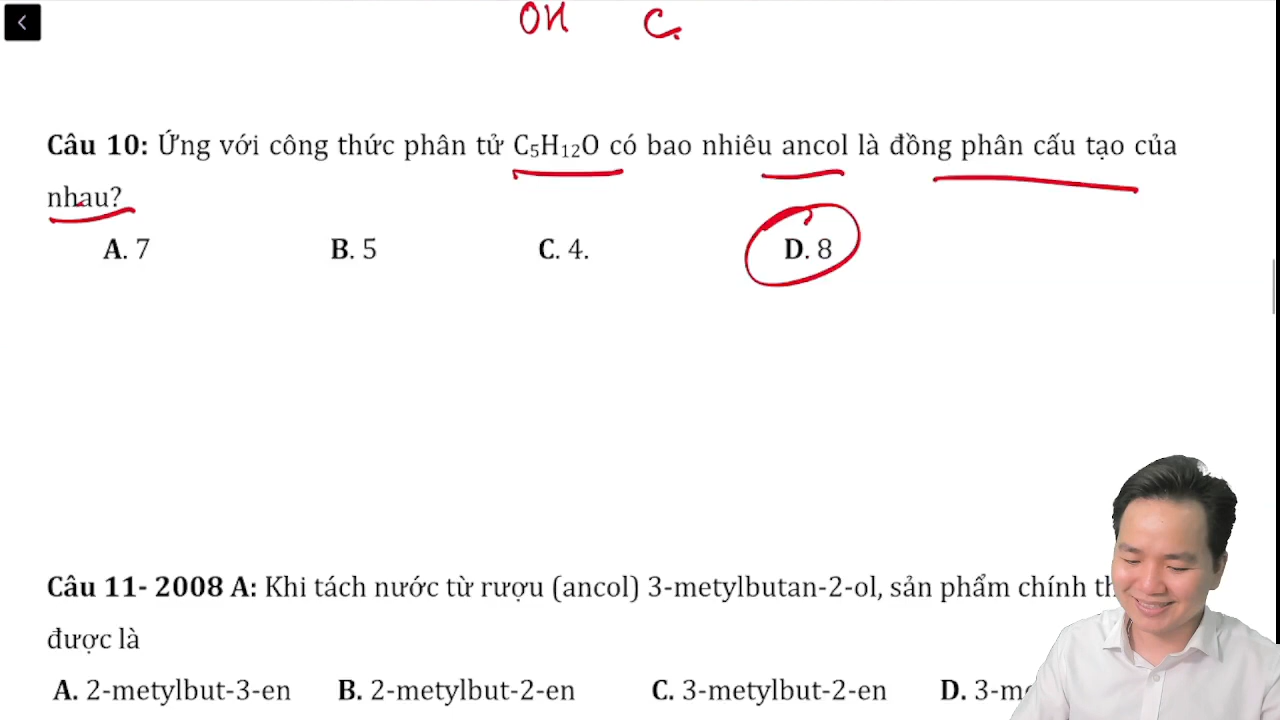 OH C.
Câu 10: Ứng với công thức phân tử C₅H₁₂O có bao nhiêu ancol là đồng phân cấu tạo của
nhau?
A. 7 B. 5 C. 4. D. 8
Câu 11- 2008 A: Khi tách nước từ rượu (ancol) 3-metylbutan-2-ol, sản phẩm chính
được là
A. 2-metylbut-3-en B. 2-metylbut-2-en C. 3-metylbut-2-en D.